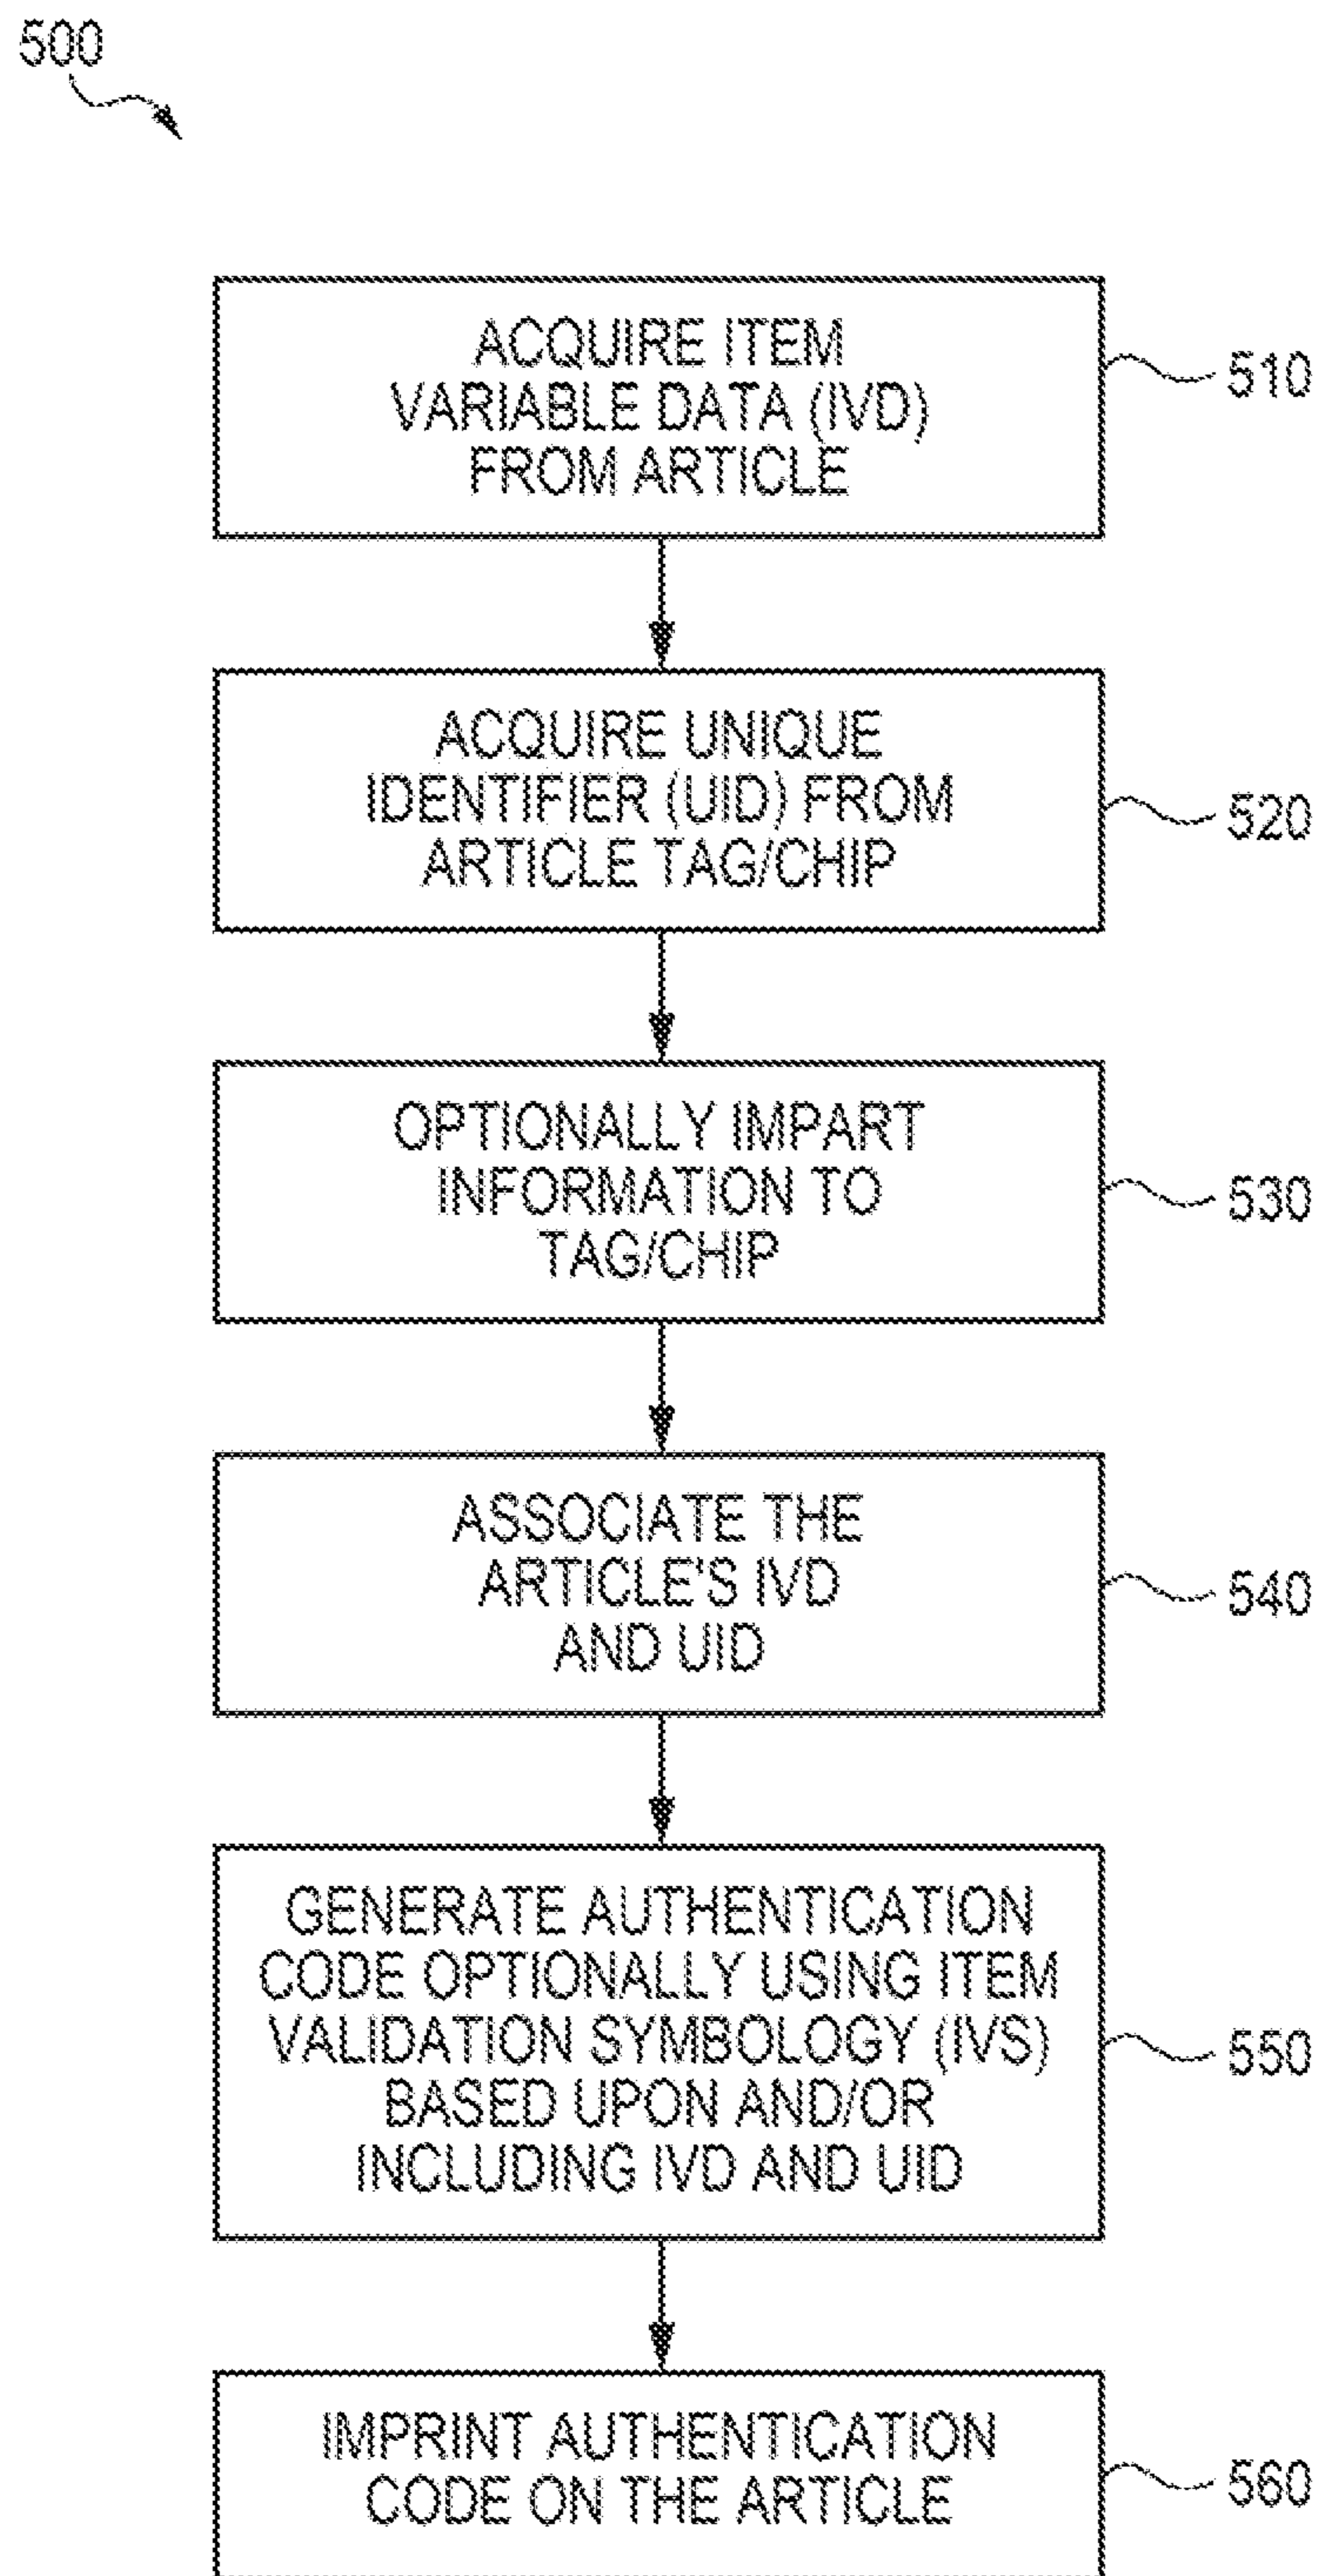 500
ACQUIRE ITEM
VARIABLE DATA (IVD)
FROM ARTICLE
510
ACQUIRE UNIQUE
IDENTIFIER (UID) FROM
ARTICLE TAG/CHIP
520
OPTIONALLY IMPART
INFORMATION TO
TAG/CHIP
530
ASSOCIATE THE
ARTICLE'S IVD
AND UID
540
GENERATE AUTHENTICATION
CODE OPTIONALLY USING ITEM
VALIDATION SYMBOLOGY (IVS)
BASED UPON AND/OR
INCLUDING IVD AND UID
550
IMPRINT AUTHENTICATION
CODE ON THE ARTICLE
560